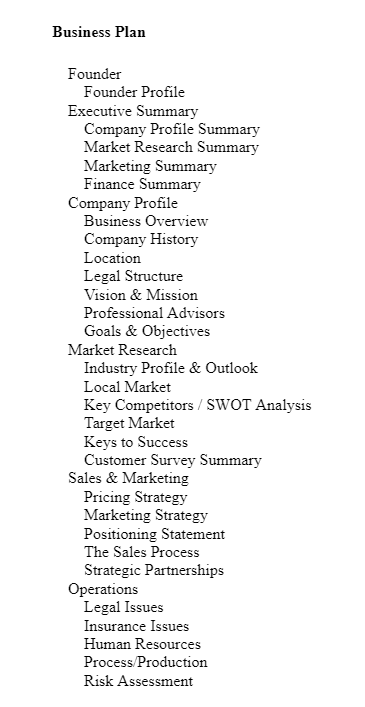 Business Plan
Founder
Founder Profile
Executive Summary
Company Profile Summary
Market Research Summary
Marketing Summary
Finance Summary
Company Profile
Business Overview
Company History
Location
Legal Structure
Vision & Mission
Professional Advisors
Goals & Objectives
Market Research
Industry Profile & Outlook
Local Market
Key Competitors / SWOT Analysis
Target Market
Keys to Success
Customer Survey Summary
Sales & Marketing
Pricing Strategy
Marketing Strategy
Positioning Statement
The Sales Process
Strategic Partnerships
Operations
Legal Issues
Insurance Issues
Human Resources
Process/Production
Risk Assessment